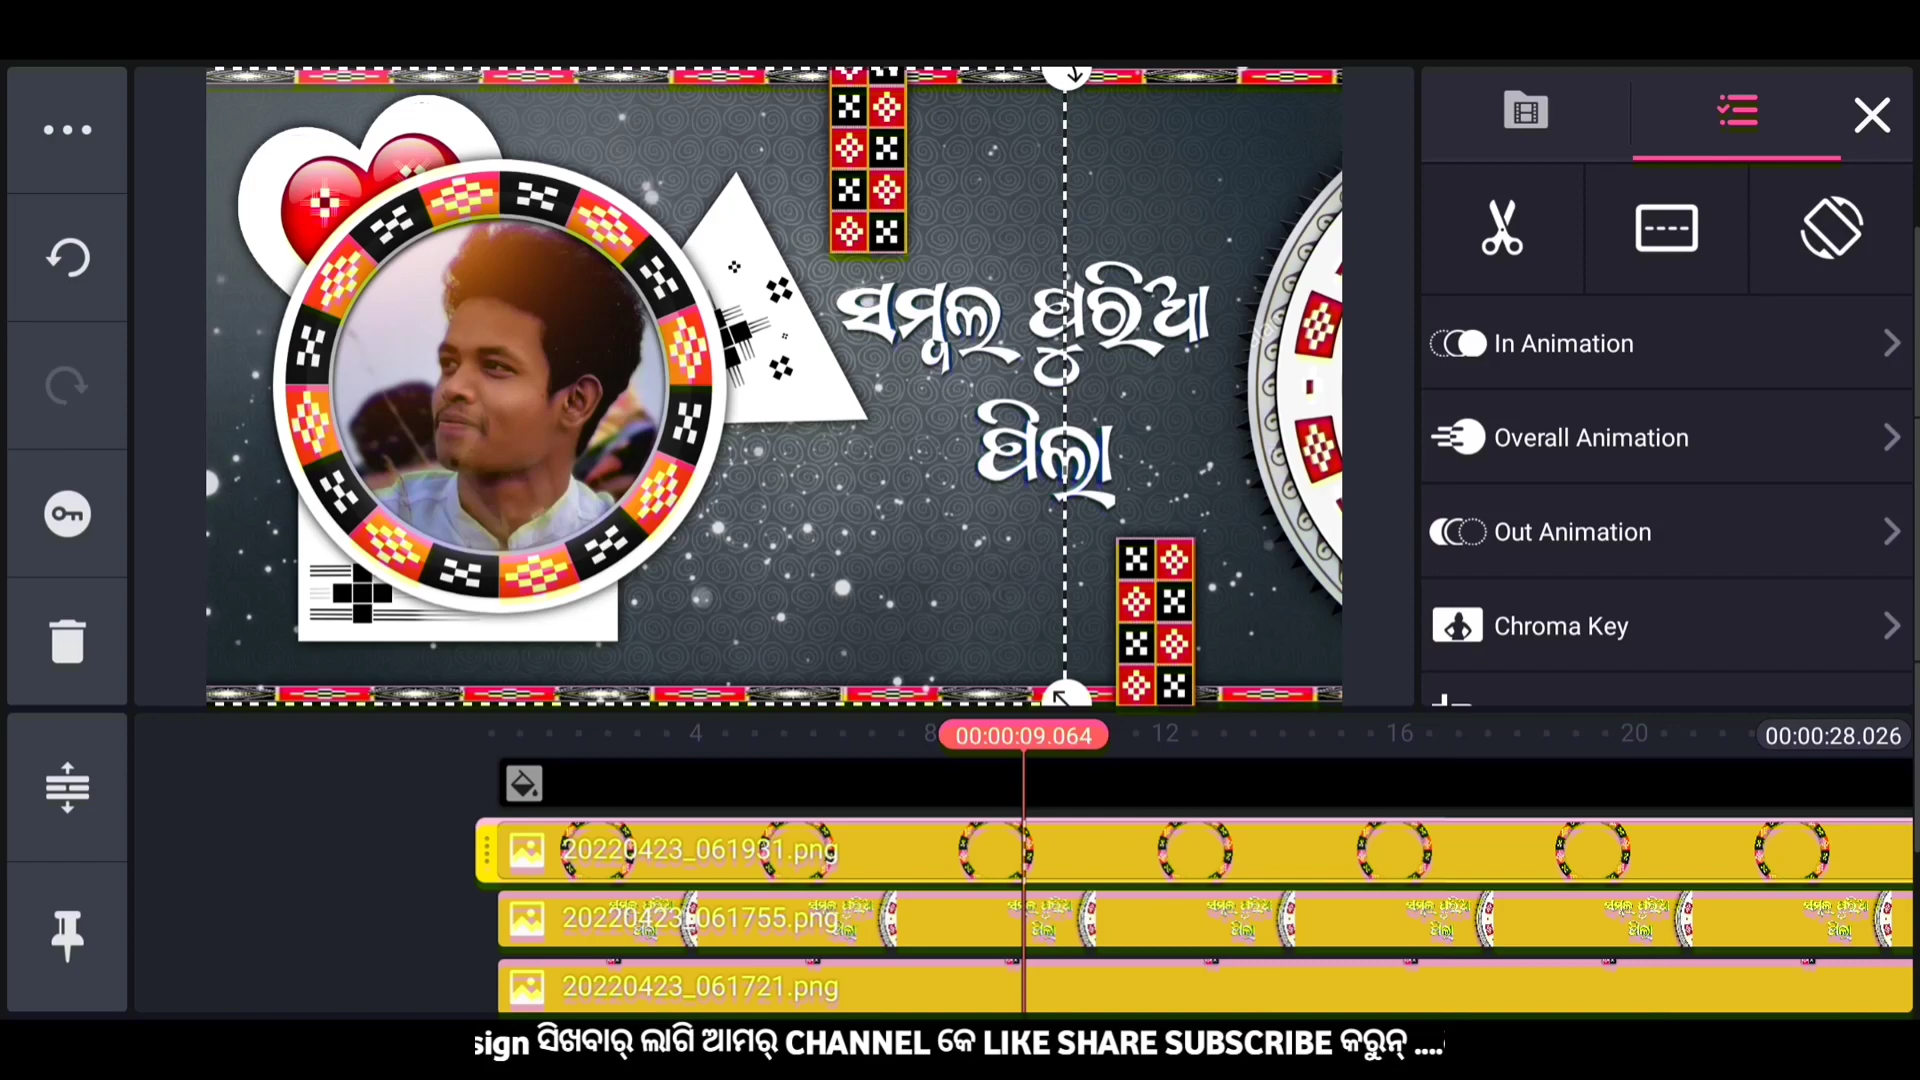 ସମ୍ବଲ ପୁରିଆ
ପିଲା
In Animation
Overall Animation
Out Animation
Chroma Key
4
8
00:00:09.064
12
16
20
00:00:28.026
20220423_061931.png
20220423_061755.png
20220423_061721.png
sign ସିଖବାର୍ ଲାଗି ଆମର୍ CHANNEL କେ LIKE SHARE SUBSCRIBE କରୁନ୍ ....